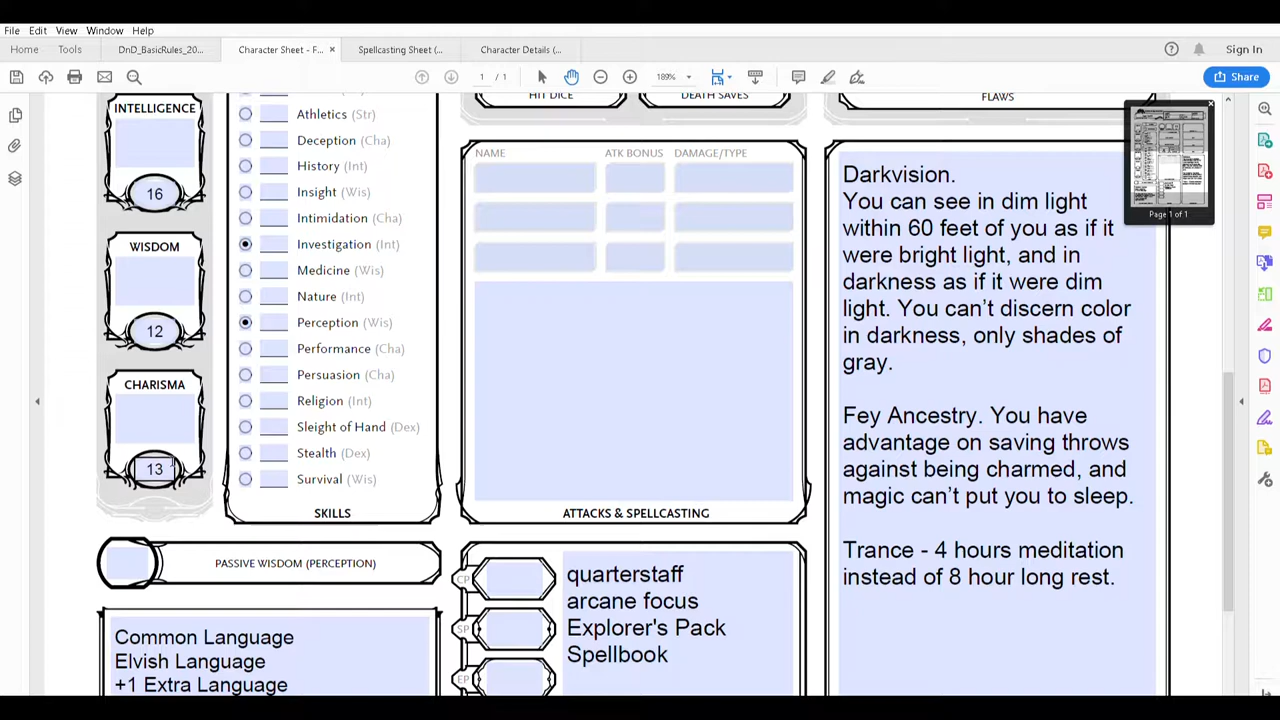 File Edit View Window Help
Home Tools DnD_BasicRules_20... Character Sheet - F... × Spellcasting Sheet (... Character Details (... Sign In
1 / 1 189% Share
INTELLIGENCE
16
WISDOM
12
CHARISMA
13
Athletics (Str)
Deception (Cha)
History (Int)
Insight (Wis)
Intimidation (Cha)
Investigation (Int)
Medicine (Wis)
Nature (Int)
Perception (Wis)
Performance (Cha)
Persuasion (Cha)
Religion (Int)
Sleight of Hand (Dex)
Stealth (Dex)
Survival (Wis)
SKILLS
PASSIVE WISDOM (PERCEPTION)
Common Language
Elvish Language
+1 Extra Language
HIT DICE DEATH SAVES
NAME ATK BONUS DAMAGE/TYPE
ATTACKS & SPELLCASTING
CP
SP
EP
quarterstaff
arcane focus
Explorer's Pack
Spellbook
FLAWS
Darkvision.
You can see in dim light
within 60 feet of you as if it
were bright light, and in
darkness as if it were dim
light. You can’t discern color
in darkness, only shades of
gray.
Fey Ancestry. You have
advantage on saving throws
against being charmed, and
magic can’t put you to sleep.
Trance - 4 hours meditation
instead of 8 hour long rest.
Page 1 of 1